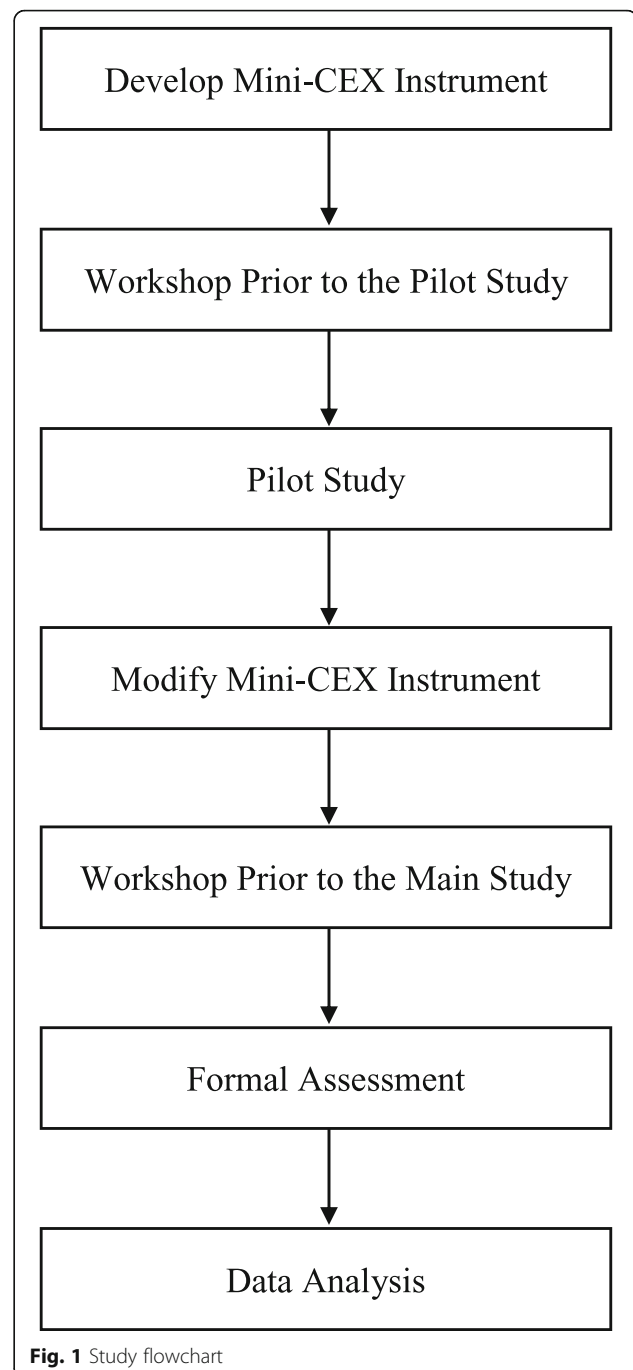 Develop Mini-CEX Instrument
Workshop Prior to the Pilot Study
Pilot Study
Modify Mini-CEX Instrument
Workshop Prior to the Main Study
Formal Assessment
Data Analysis
Fig. 1 Study flowchart